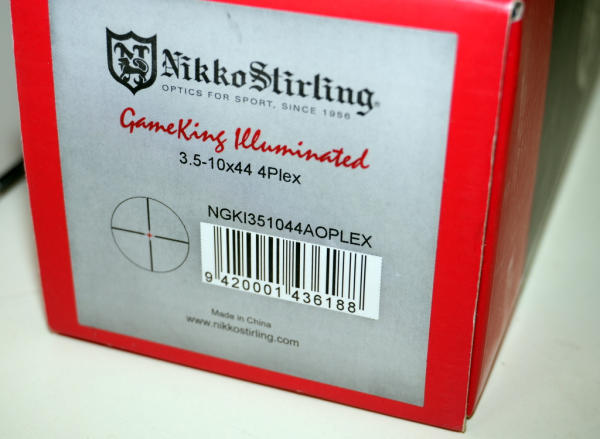 NS
NikkoStirling®
OPTICS FOR SPORT, SINCE 1956
GameKing Illuminated
3.5-10x44 4Plex
NGKI351044AOPLEX
9 420001 436188
Made in China
www.nikkostirling.com